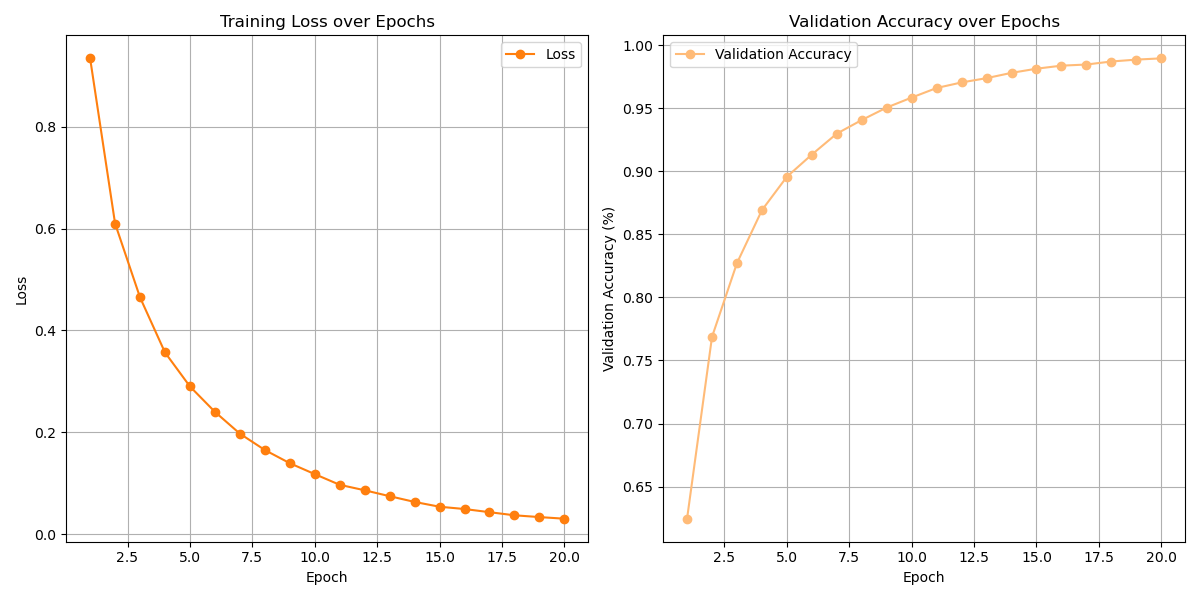 Training Loss over Epochs
Loss
0.8
0.6
0.4
0.2
0.0
Loss
2.5 5.0 7.5 10.0 12.5 15.0 17.5 20.0
Epoch
Validation Accuracy over Epochs
Validation Accuracy
1.00
0.95
0.90
0.85
0.80
0.75
0.70
0.65
Validation Accuracy (%)
2.5 5.0 7.5 10.0 12.5 15.0 17.5 20.0
Epoch